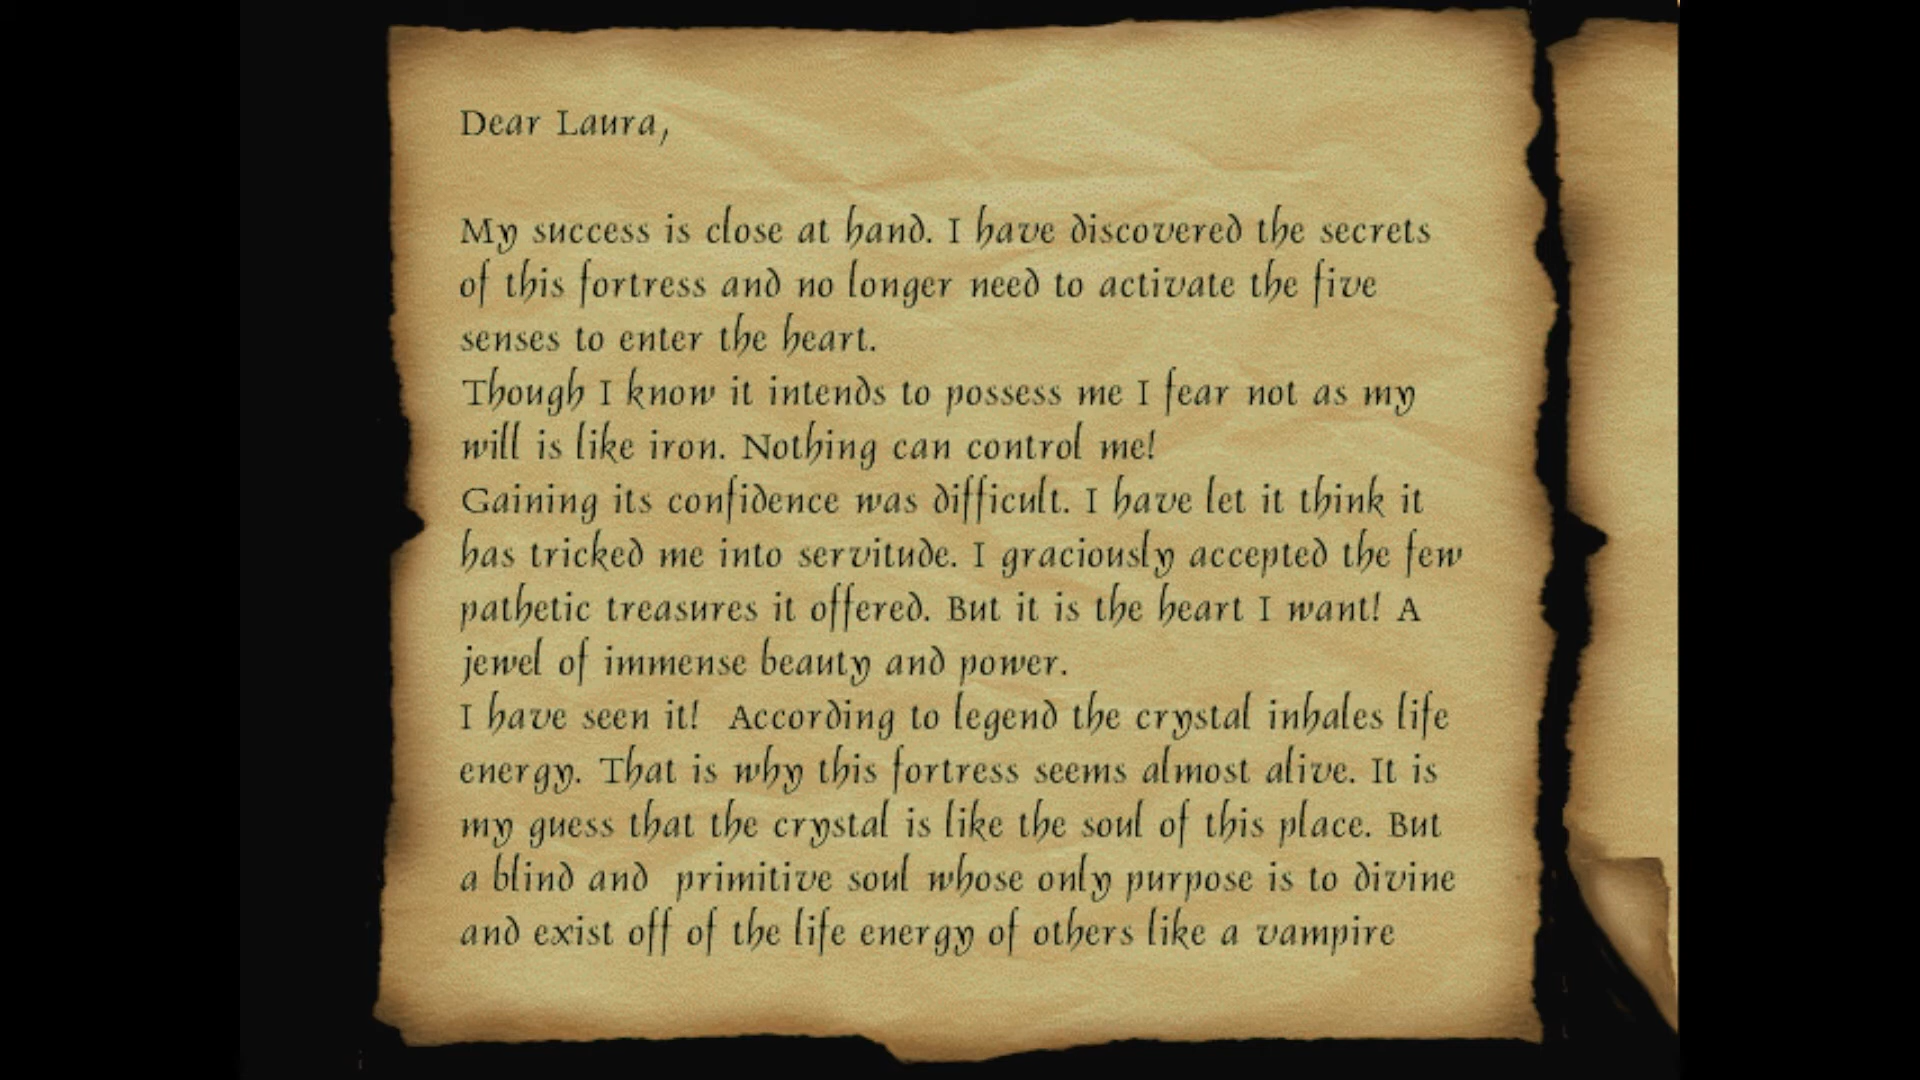 Dear Laura,
My success is close at hand. I have discovered the secrets
of this fortress and no longer need to activate the five
senses to enter the heart.
Though I know it intends to possess me I fear not as my
will is like iron. Nothing can control me!
Gaining its confidence was difficult. I have let it think it
has tricked me into servitude. I graciously accepted the few
pathetic treasures it offered. But it is the heart I want! A
jewel of immense beauty and power.
I have seen it!  According to legend the crystal inhales life
energy. That is why this fortress seems almost alive. It is
my guess that the crystal is like the soul of this place. But
a blind and  primitive soul whose only purpose is to divine
and exist off of the life energy of others like a vampire